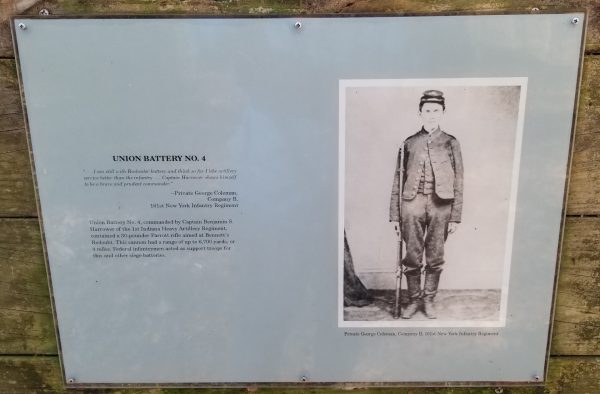 UNION BATTERY NO. 4
". . . I am still with Rochester battery and think so far I like artillery
service better than the infantry. . . . Captain Harrower shows himself
to be a brave and prudent commander."
--Private George Coleman,
Company B,
161st New York Infantry Regiment
Union Battery No. 4, commanded by Captain Benjamin S.
Harrower of the 1st Indiana Heavy Artillery Regiment,
contained a 30-pounder Parrott rifle aimed at Bennett's
Redoubt. This cannon had a range of up to 6,700 yards, or
4 miles. Federal infantrymen acted as support troops for
this and other siege batteries.
Private George Coleman, Company B, 161st New York Infantry Regiment